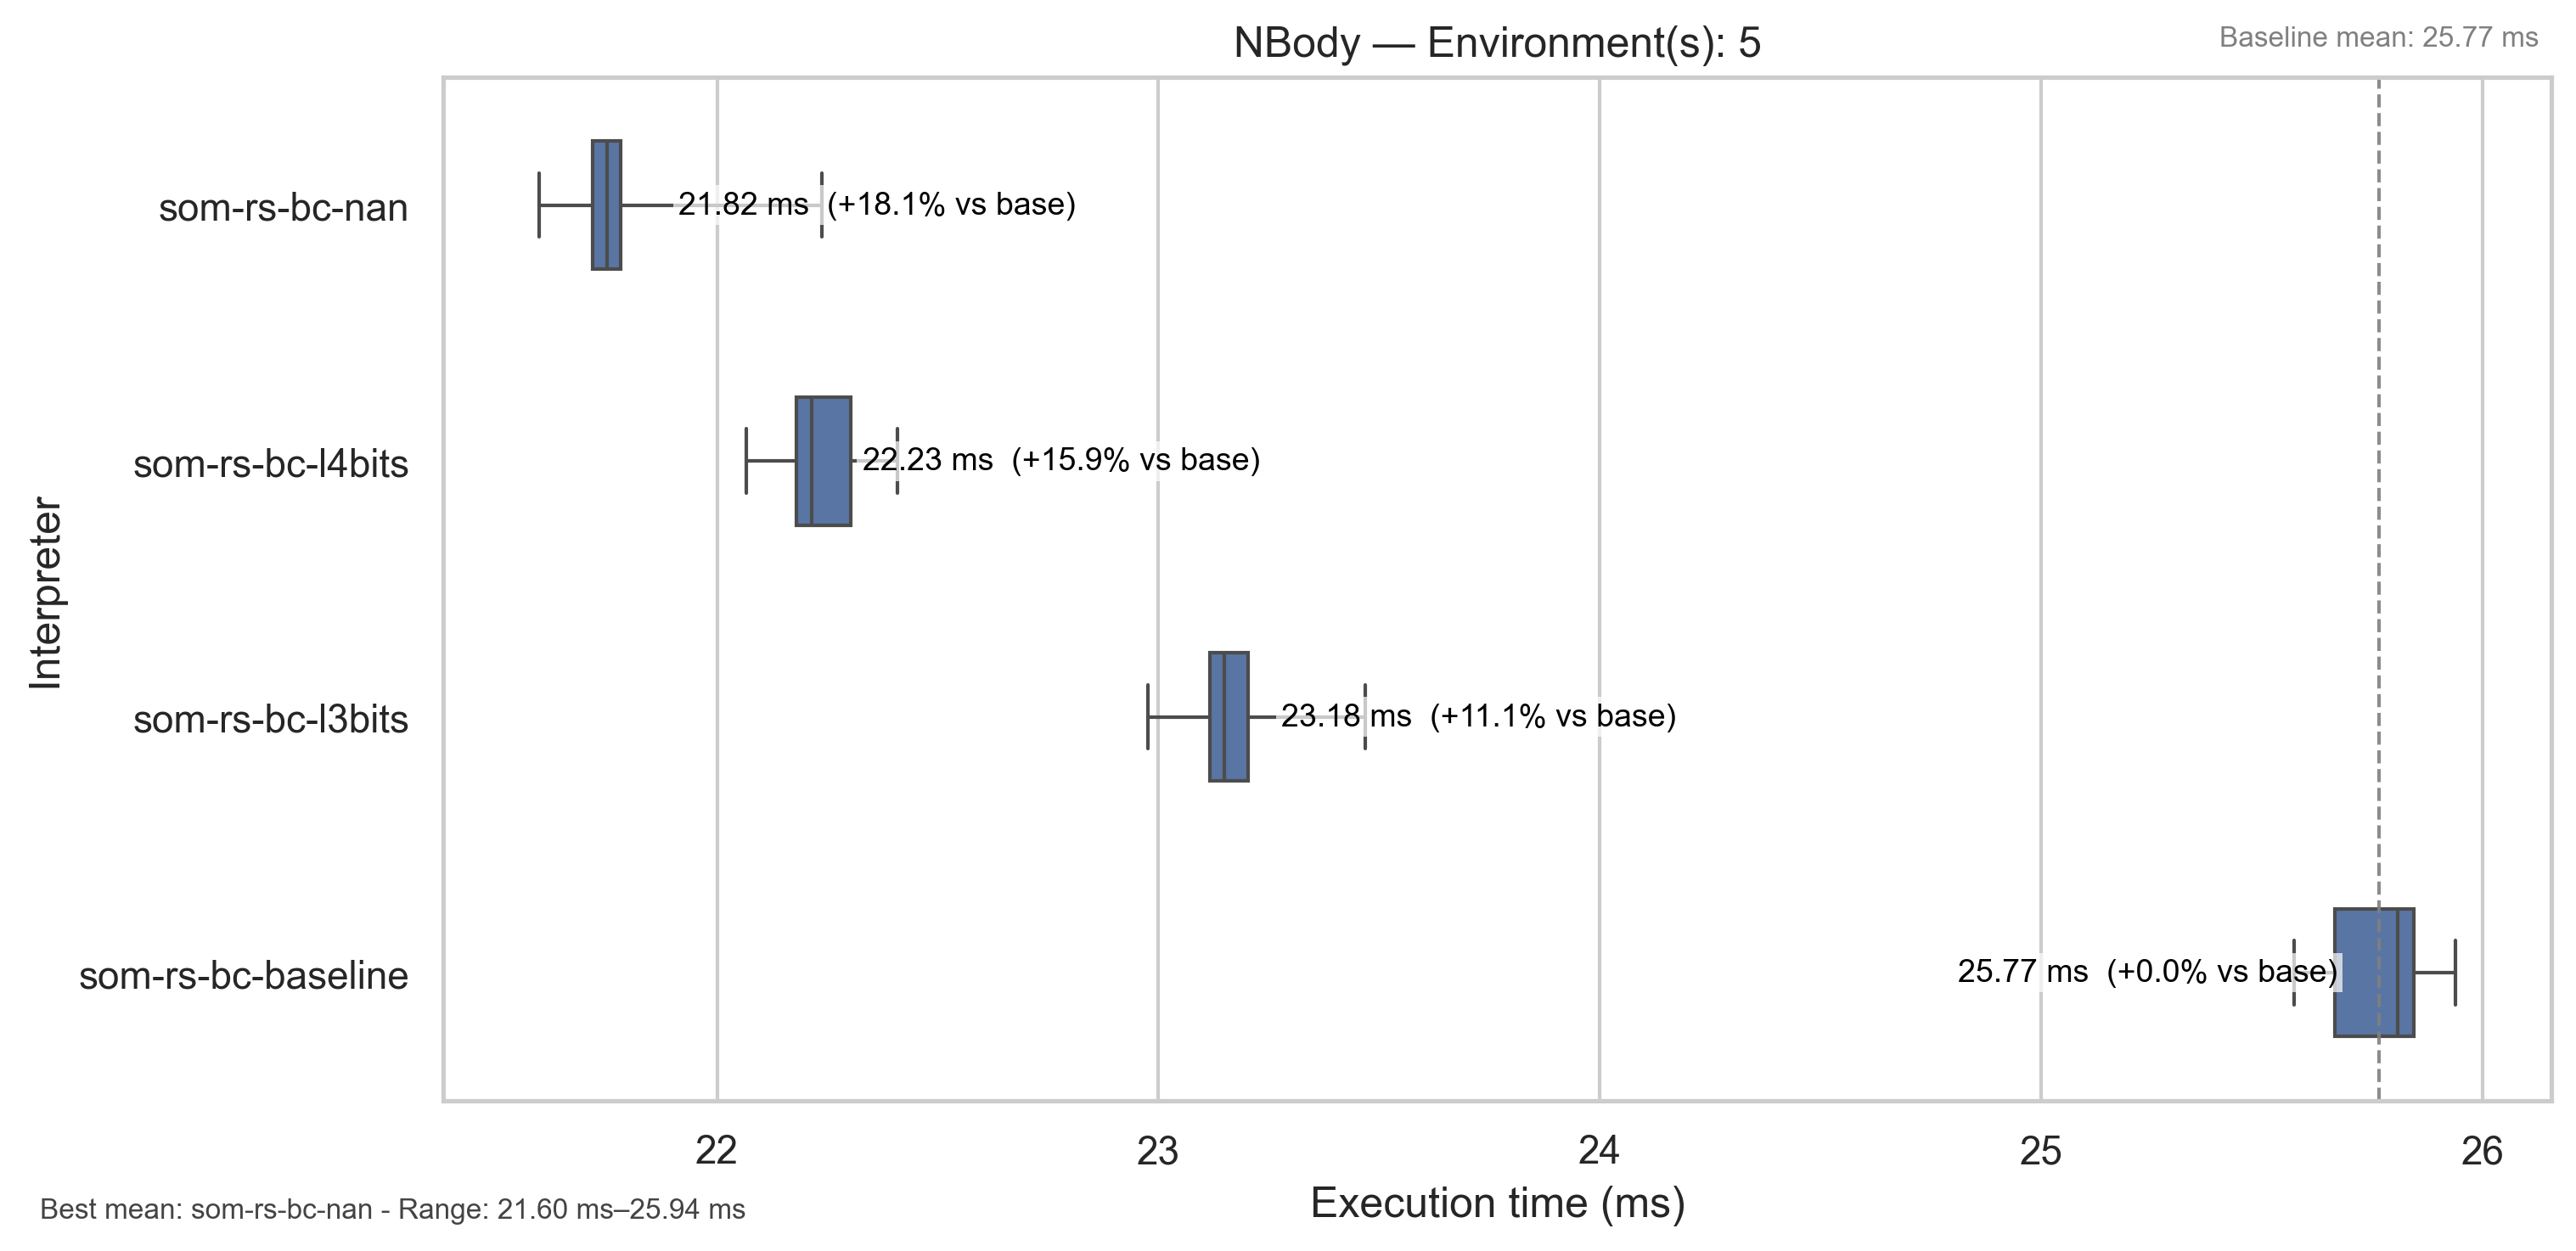 NBody — Environment(s): 5
Baseline mean: 25.77 ms
Interpreter
som-rs-bc-nan
21.82 ms  (+18.1% vs base)
som-rs-bc-l4bits
22.23 ms  (+15.9% vs base)
som-rs-bc-l3bits
23.18 ms  (+11.1% vs base)
som-rs-bc-baseline
25.77 ms  (+0.0% vs base)
22 23 24 25 26
Execution time (ms)
Best mean: som-rs-bc-nan - Range: 21.60 ms–25.94 ms